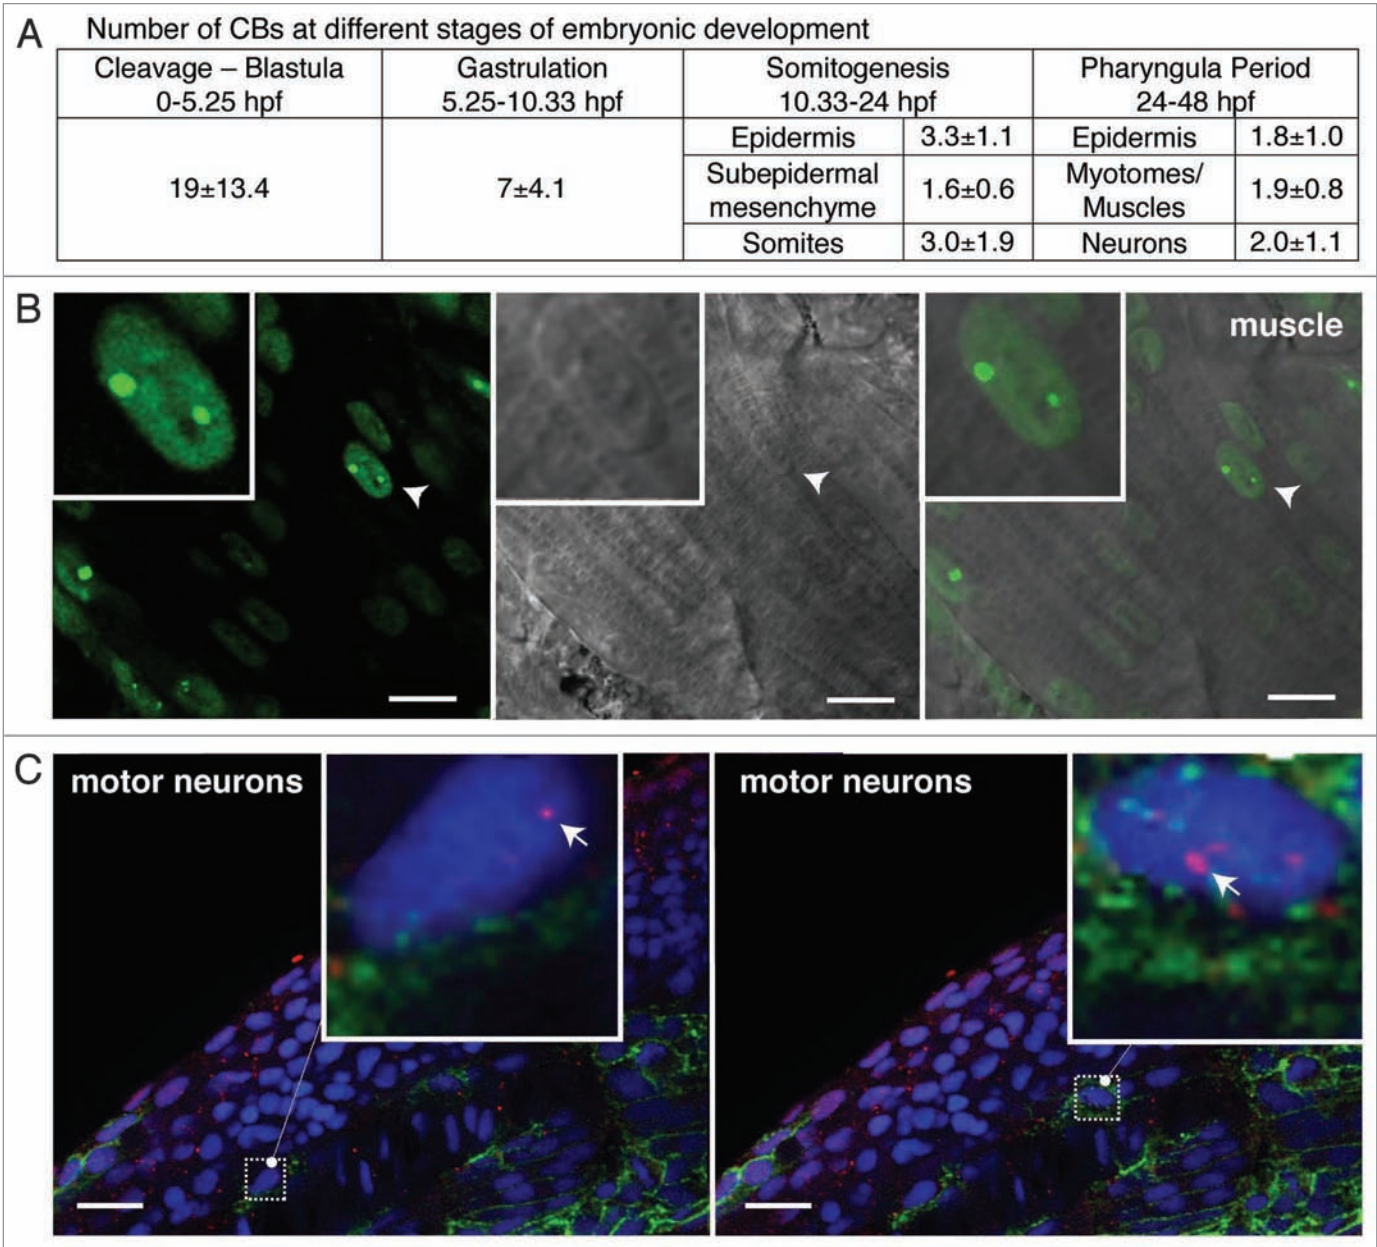 A
Number of CBs at different stages of embryonic development
Cleavage – Blastula
0-5.25 hpf
Gastrulation
5.25-10.33 hpf
Somitogenesis
10.33-24 hpf
Pharyngula Period
24-48 hpf
19±13.4
7±4.1
Epidermis 3.3±1.1
Subepidermal
mesenchyme 1.6±0.6
Somites 3.0±1.9
Epidermis 1.8±1.0
Myotomes/
Muscles 1.9±0.8
Neurons 2.0±1.1
B
muscle
C
motor neurons
motor neurons